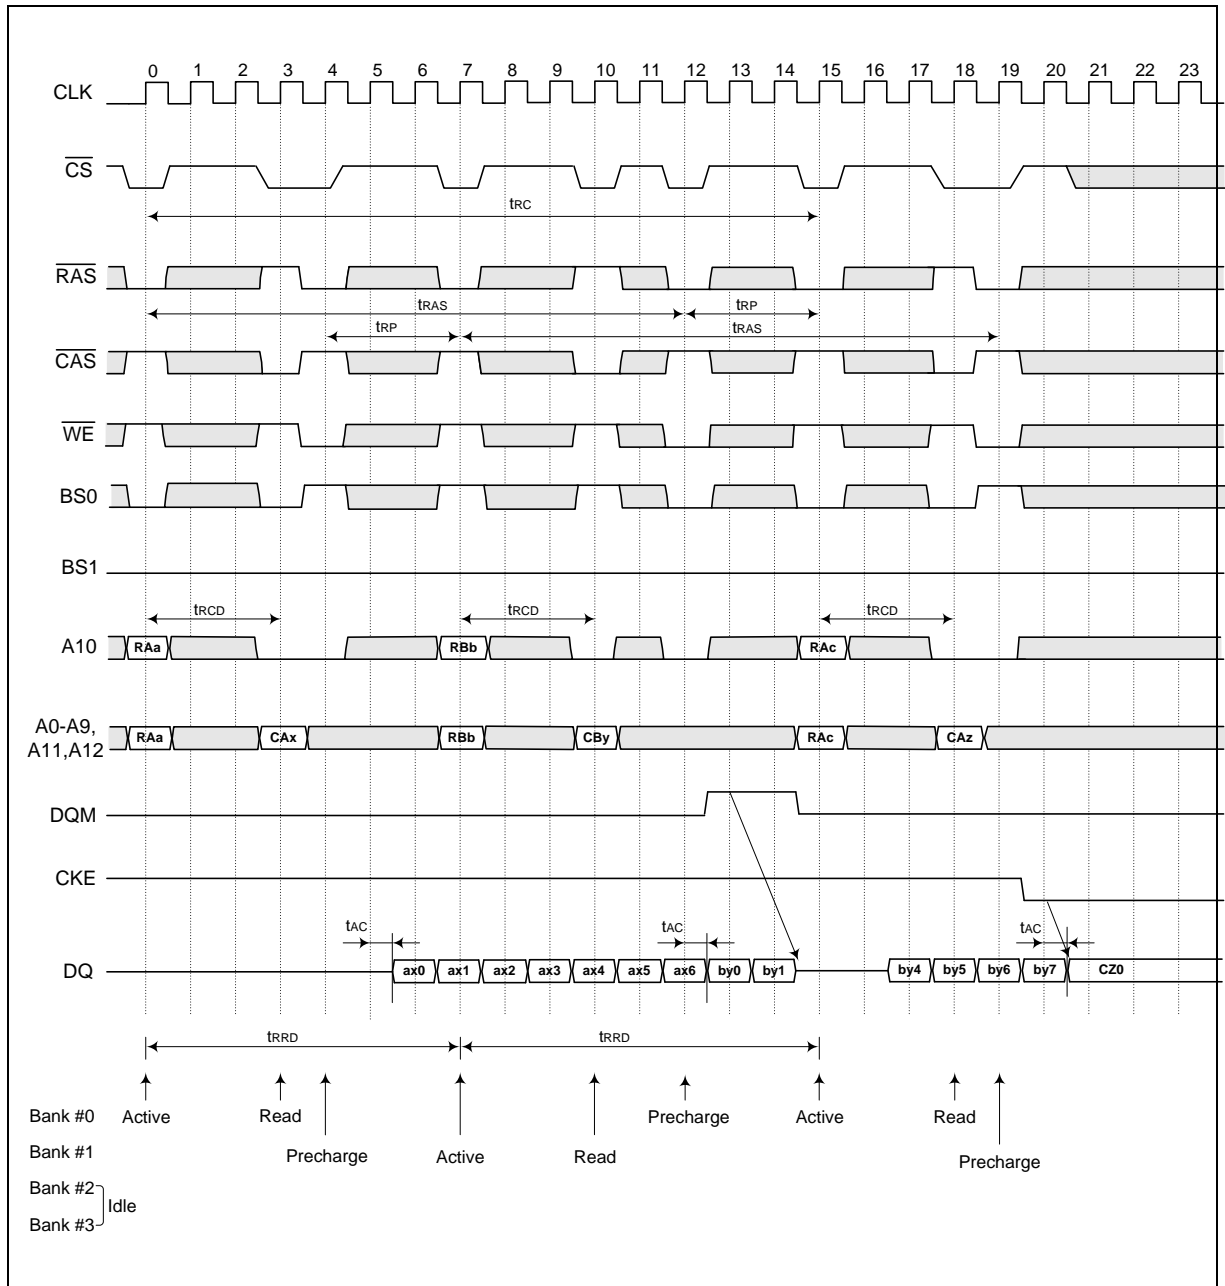 0 1 2 3 4 5 6 7 8 9 10 11 12 13 14 15 16 17 18 19 20 21 22 23
CLK
CS
tRC
RAS
tRAS tRP
tRP tRAS
CAS
WE
BS0
BS1
tRCD tRCD tRCD
A10 RAa RBb RAc
A0-A9,
A11,A12 RAa CAx RBb CBy RAc CAz
DQM
CKE
tAC tAC tAC
DQ ax0 ax1 ax2 ax3 ax4 ax5 ax6 by0 by1 by4 by5 by6 by7 CZ0
tRRD tRRD
Bank #0 Active Read Precharge Active Read
Bank #1 Precharge Active Read Precharge
Bank #2
Idle
Bank #3